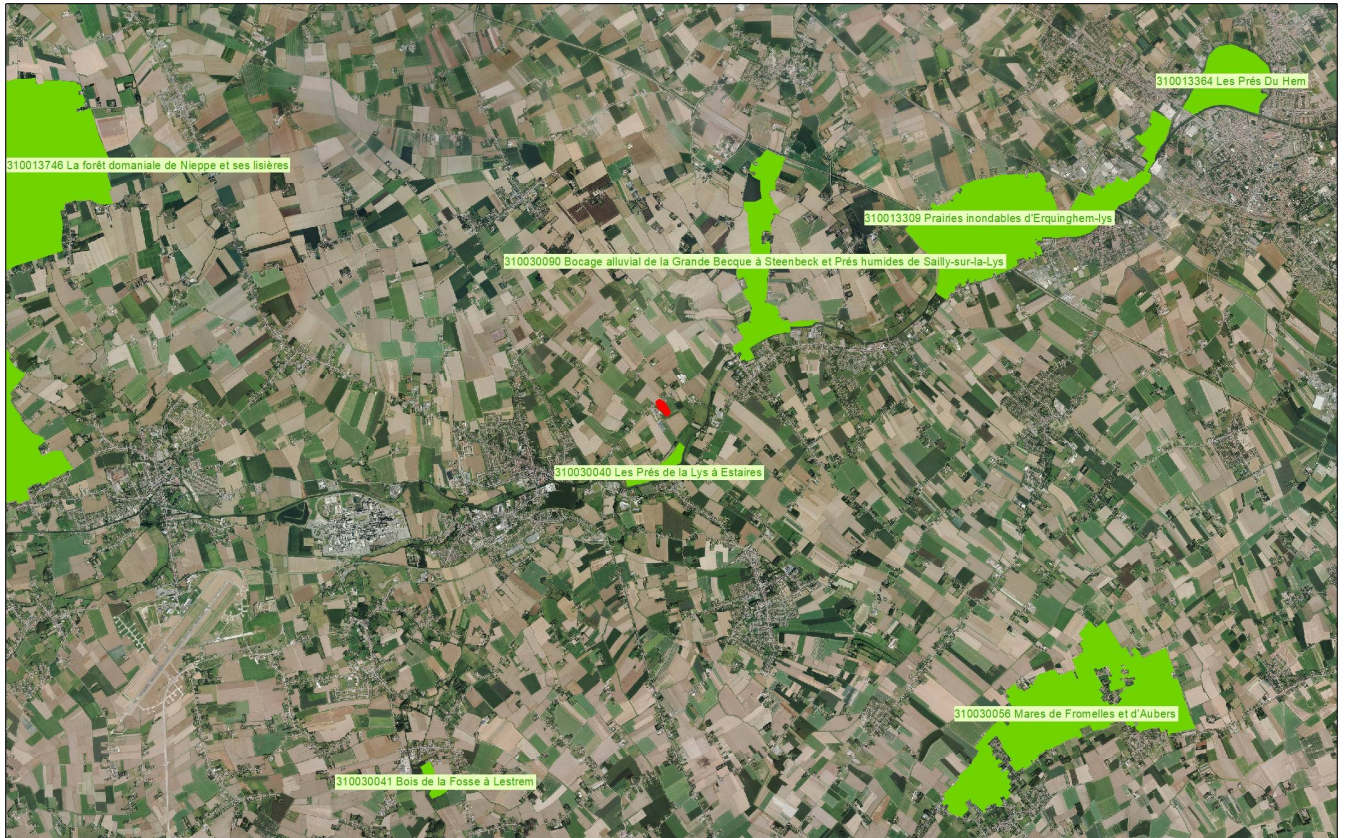 310013364 Les Prés Du Hem
310013746 La forêt domaniale de Nieppe et ses lisières
310013309 Prairies inondables d'Erquinghem-lys
310030090 Bocage alluvial de la Grande Becque à Steenbeck et Prés humides de Sailly-sur-la-Lys
310030040 Les Prés de la Lys à Estaires
310030056 Mares de Fromelles et d'Aubers
310030041 Bois de la Fosse à Lestrem